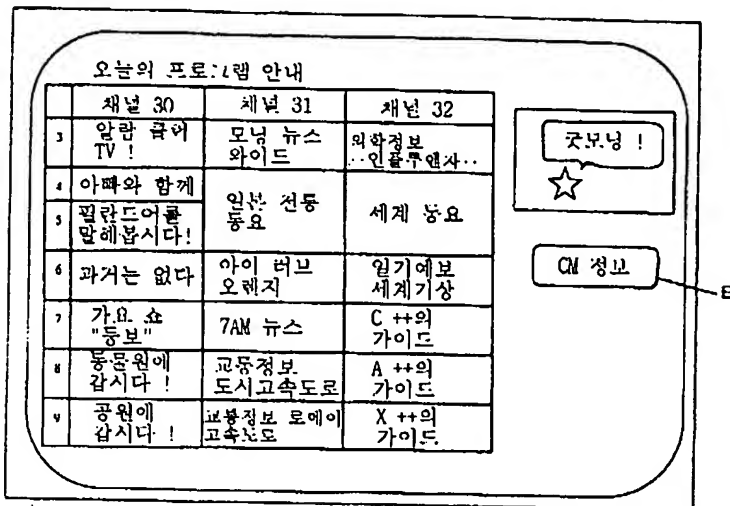 오늘의 프로그램 안내
채널 30 채널 31 채널 32
3 알람 클어 모닝 뉴스 의학정보
TV ! 와이드 ··인플루엔자··
4 아빠와 함께 일본 전통 세계 동요
동요
5 필란드어를
말해봅시다!
6 과거는 없다 아이 러브 일기예보
오렌지 세계기상
7 가요 쇼 7AM 뉴스 C ++의
"등보" 가이드
8 동물원에 교통정보 A ++의
갑시다 ! 도시고속도로 가이드
9 공원에 교통정보 로메이 X ++의
갑시다 ! 고속도로 가이드
굿모닝 !
CM 정보
E